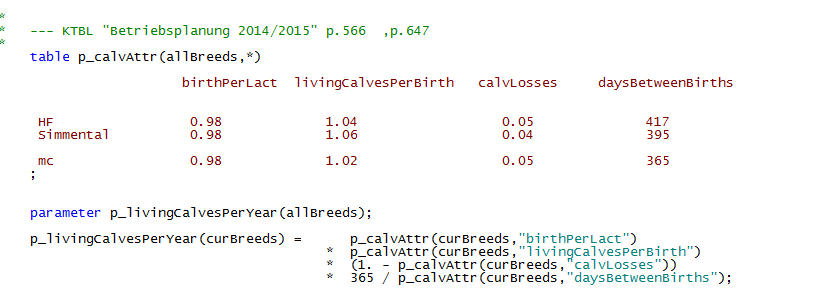 *
*   --- KTBL "Betriebsplanung 2014/2015" p.566  ,p.647
*
table p_calvAttr(allBreeds,*)
birthPerLact  livingCalvesPerBirth   calvLosses     daysBetweenBirths
HF                 0.98            1.04              0.05              417
Simmental          0.98            1.06              0.04              395
mc                 0.98            1.02              0.05              365
;
parameter p_livingCalvesPerYear(allBreeds);
p_livingCalvesPerYear(curBreeds) =      p_calvAttr(curBreeds,"birthPerLact")
*  p_calvAttr(curBreeds,"livingCalvesPerBirth")
*  (1. - p_calvAttr(curBreeds,"calvLosses"))
*  365 / p_calvAttr(curBreeds,"daysBetweenBirths");